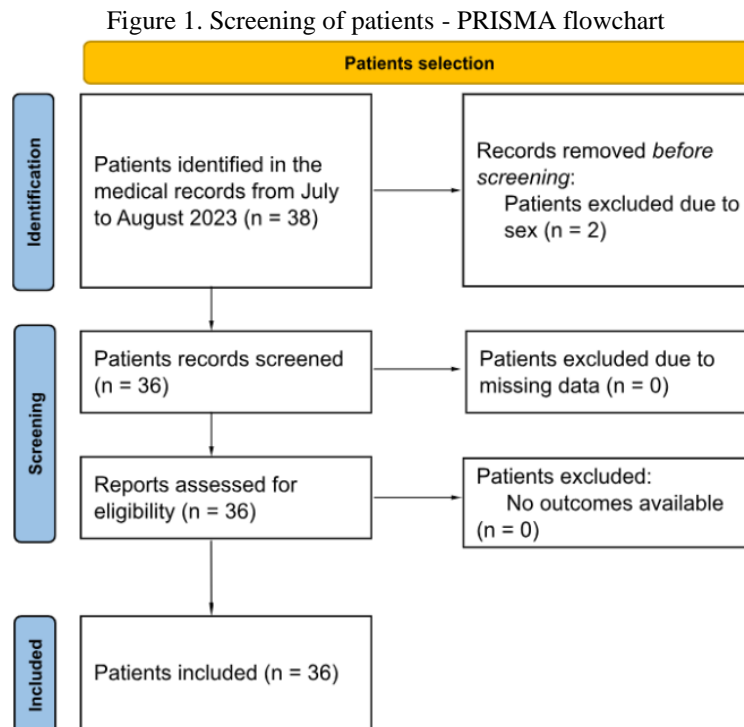 Figure 1. Screening of patients - PRISMA flowchart
Patients selection
Identification
Patients identified in the
medical records from July
to August 2023 (n = 38)
Records removed before
screening:
Patients excluded due to
sex (n = 2)
Screening
Patients records screened
(n = 36)
Patients excluded due to
missing data (n = 0)
Reports assessed for
eligibility (n = 36)
Patients excluded:
No outcomes available
(n = 0)
Included
Patients included (n = 36)